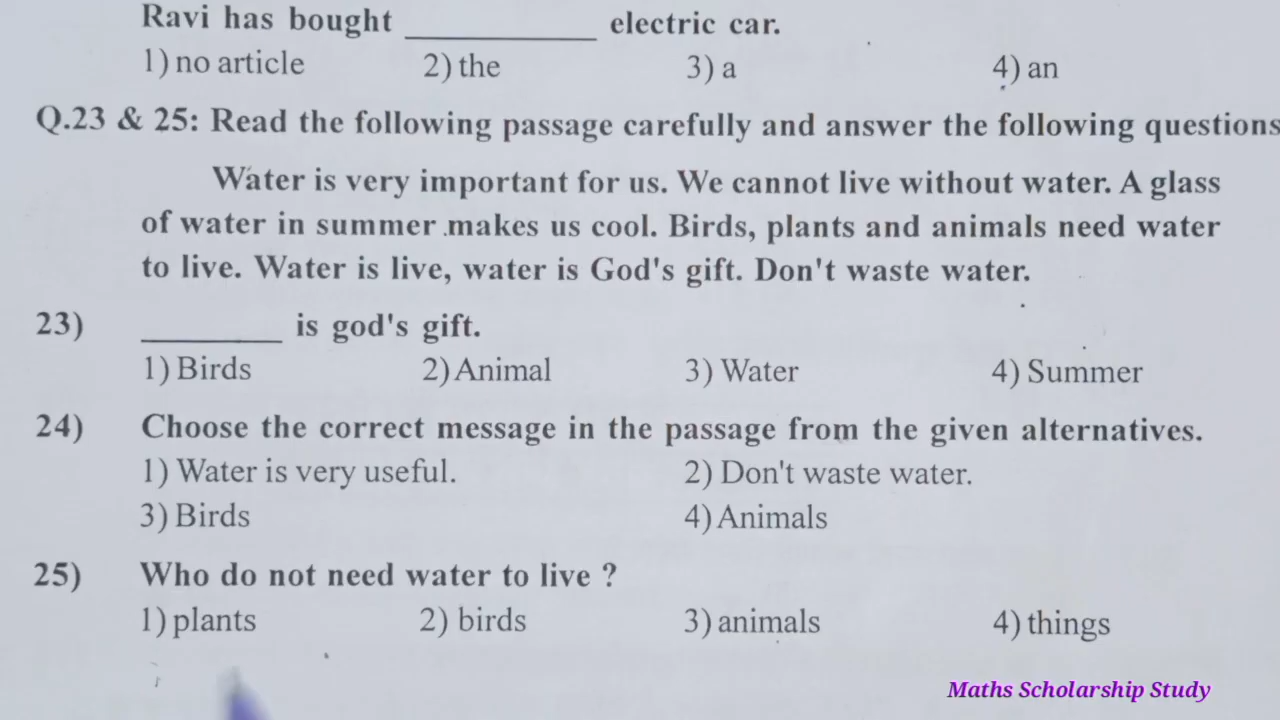 Ravi has bought ____________ electric car.
1) no article 2) the 3) a 4) an
Q.23 & 25: Read the following passage carefully and answer the following questions
Water is very important for us. We cannot live without water. A glass
of water in summer makes us cool. Birds, plants and animals need water
to live. Water is live, water is God's gift. Don't waste water.
23) _________ is god's gift.
1) Birds 2) Animal 3) Water 4) Summer
24) Choose the correct message in the passage from the given alternatives.
1) Water is very useful. 2) Don't waste water.
3) Birds 4) Animals
25) Who do not need water to live ?
1) plants 2) birds 3) animals 4) things
Maths Scholarship Study